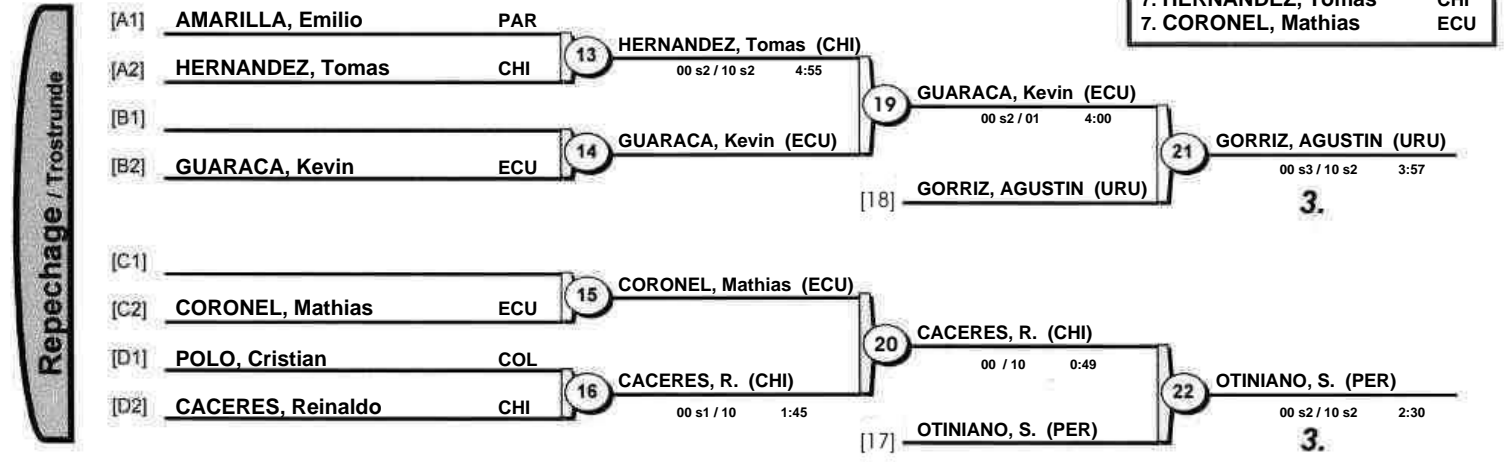 7. HERNANDEZ, Tomas CHI
7. CORONEL, Mathias ECU
Repechage / Trostrunde
[A1] AMARILLA, Emilio PAR
[A2] HERNANDEZ, Tomas CHI
13 HERNANDEZ, Tomas (CHI)
00 s2 / 10 s2 4:55
[B1]
[B2] GUARACA, Kevin ECU
14 GUARACA, Kevin (ECU)
19 GUARACA, Kevin (ECU)
00 s2 / 01 4:00
[18] GORRIZ, AGUSTIN (URU)
21 GORRIZ, AGUSTIN (URU)
00 s3 / 10 s2 3:57
3.
[C1]
[C2] CORONEL, Mathias ECU
15 CORONEL, Mathias (ECU)
[D1] POLO, Cristian COL
[D2] CACERES, Reinaldo CHI
16 CACERES, R. (CHI)
00 s1 / 10 1:45
20 CACERES, R. (CHI)
00 / 10 0:49
[17] OTINIANO, S. (PER)
22 OTINIANO, S. (PER)
00 s2 / 10 s2 2:30
3.